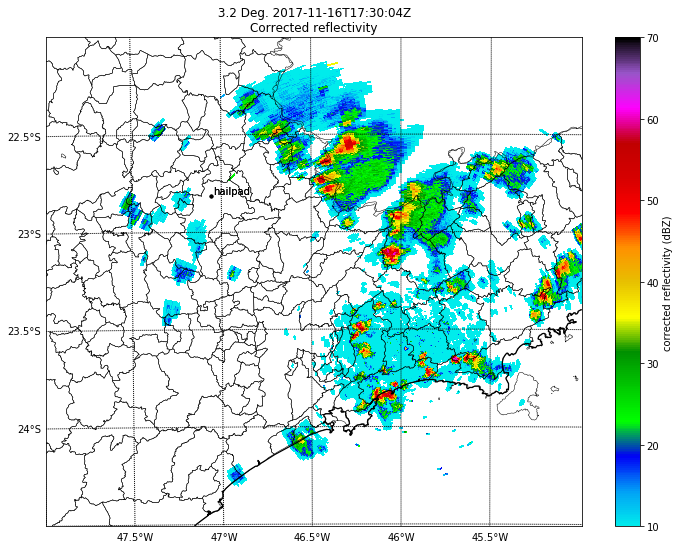 3.2 Deg. 2017-11-16T17:30:04Z
Corrected reflectivity
22.5°S
23°S
23.5°S
24°S
47.5°W
47°W
46.5°W
46°W
45.5°W
hailpad
70
60
50
40
30
20
10
corrected reflectivity (dBZ)